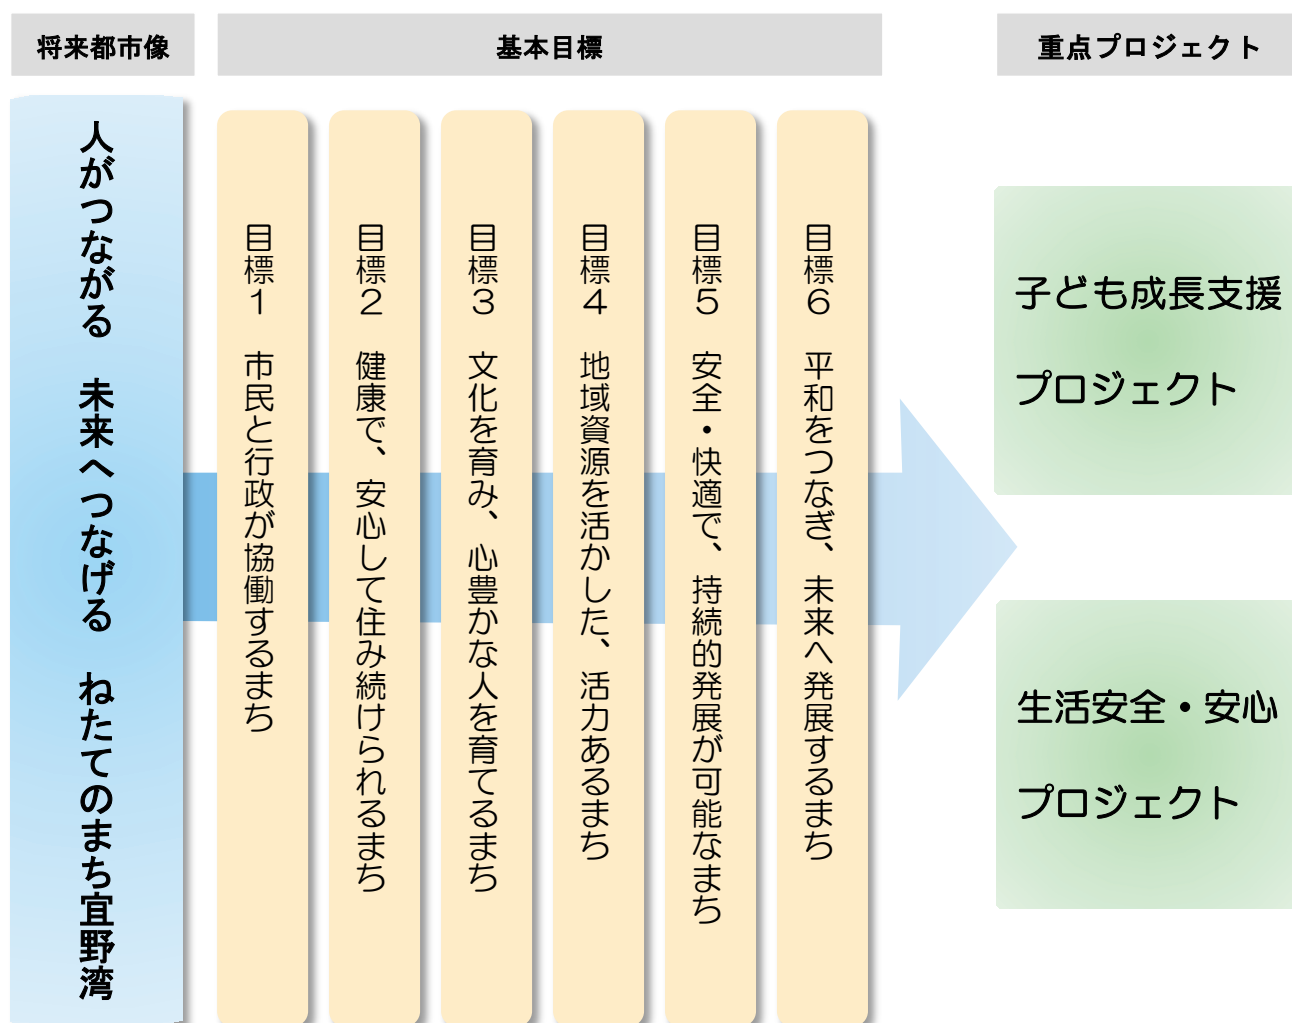 将来都市像
基本目標
重点プロジェクト
人がつながる　未来へつなげる　ねたてのまち宜野湾
目標1　市民と行政が協働するまち
目標2　健康で、安心して住み続けられるまち
目標3　文化を育み、心豊かな人を育てるまち
目標4　地域資源を活かした、活力あるまち
目標5　安全・快適で、持続的発展が可能なまち
目標6　平和をつなぎ、未来へ発展するまち
子ども成長支援
プロジェクト
生活安全・安心
プロジェクト